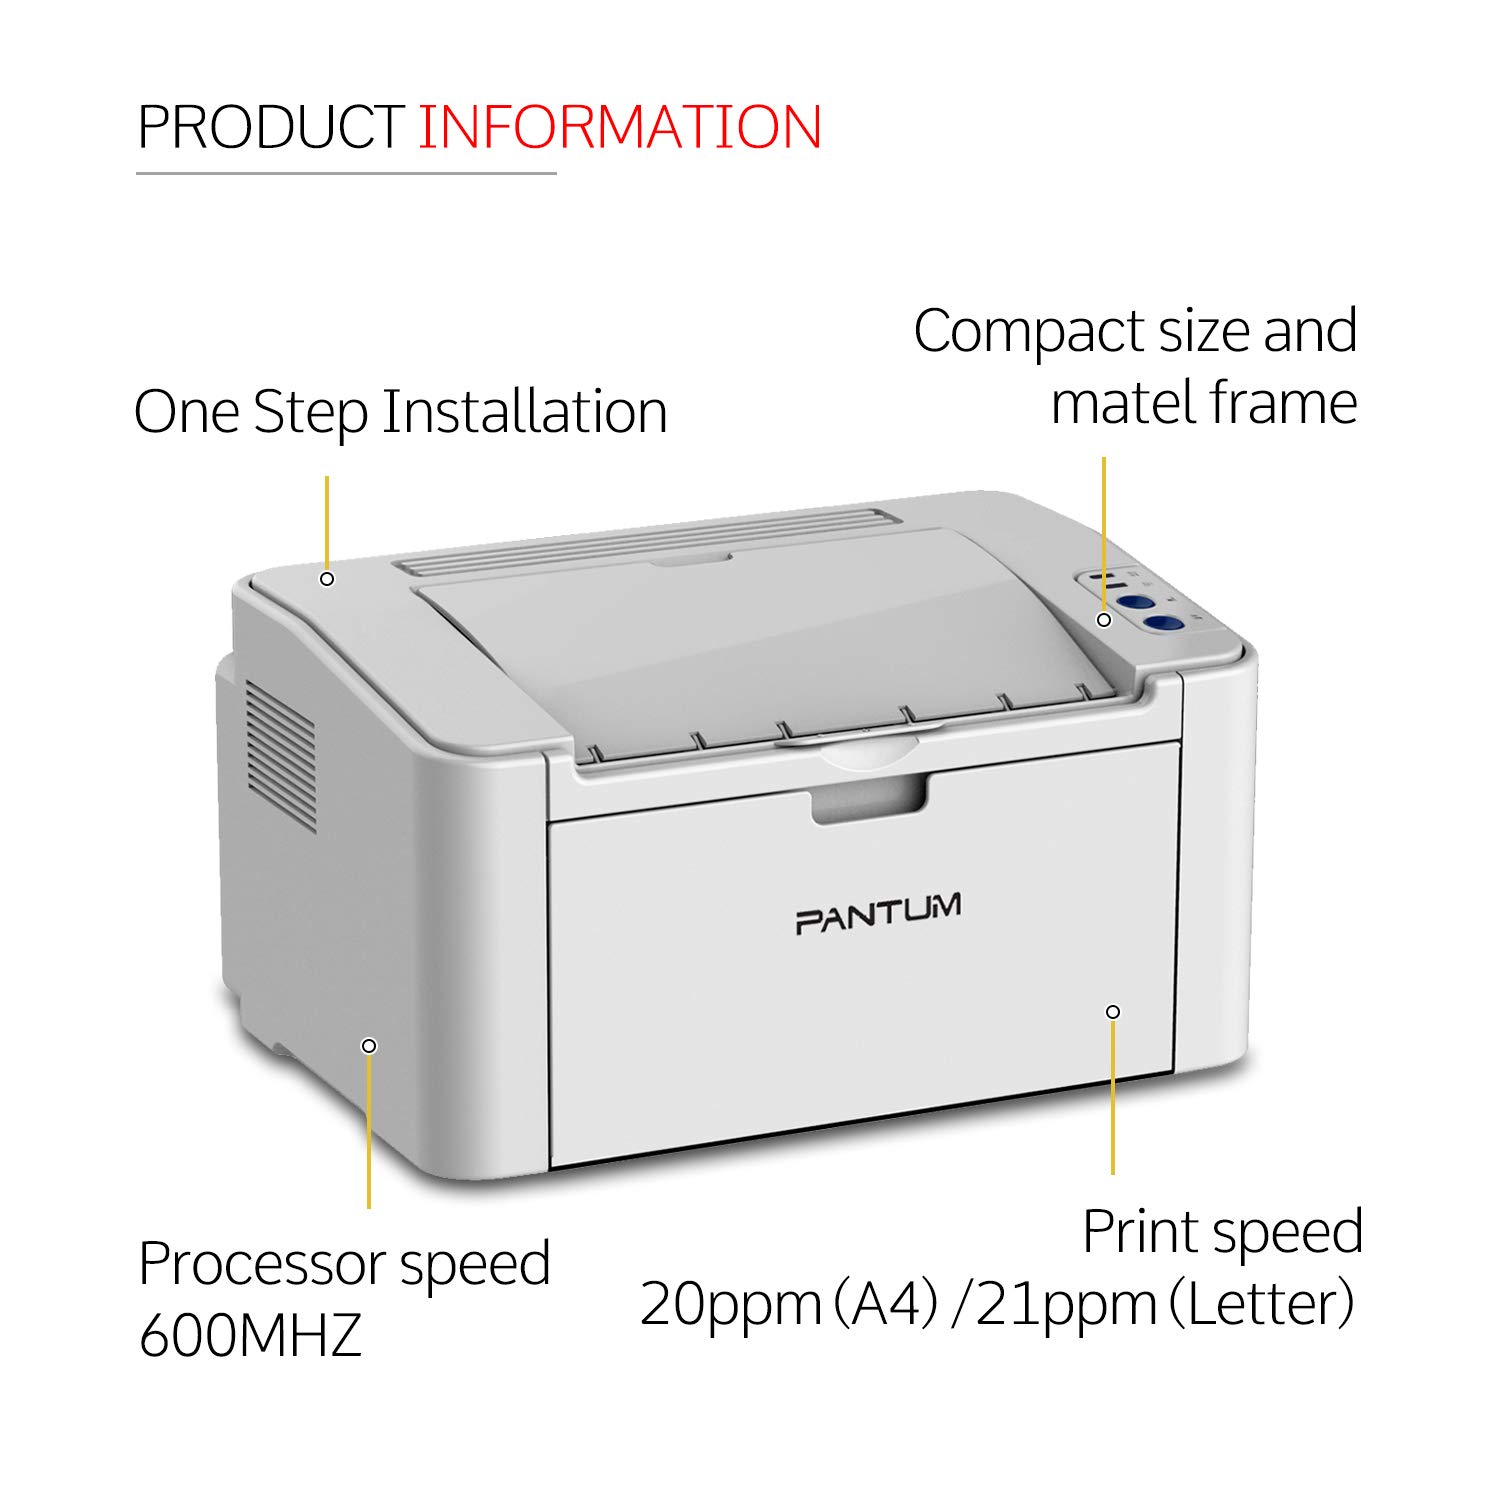 PRODUCT INFORMATION
Compact size and
matel frame
One Step Installation
PANTUM
Print speed
20ppm (A4) /21ppm (Letter)
Processor speed
600MHZ